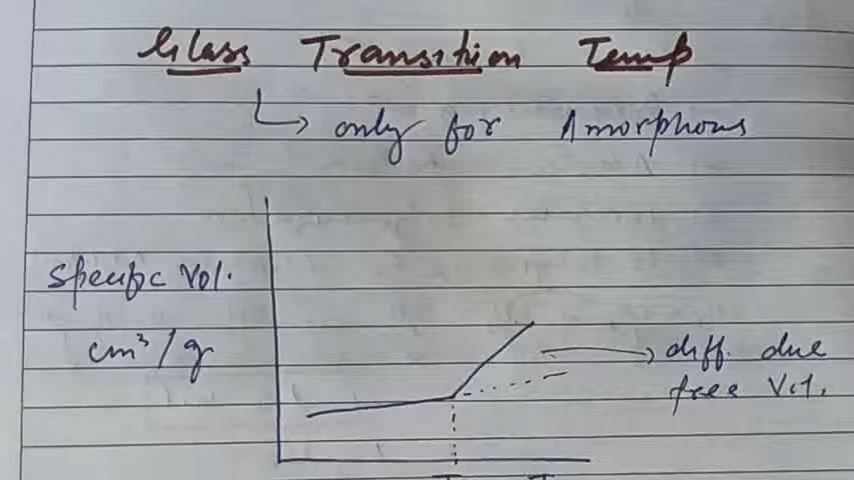 Glass Transition Temp
only for Amorphous
Specific Vol.
cm³/g
diff. due
free Vol.